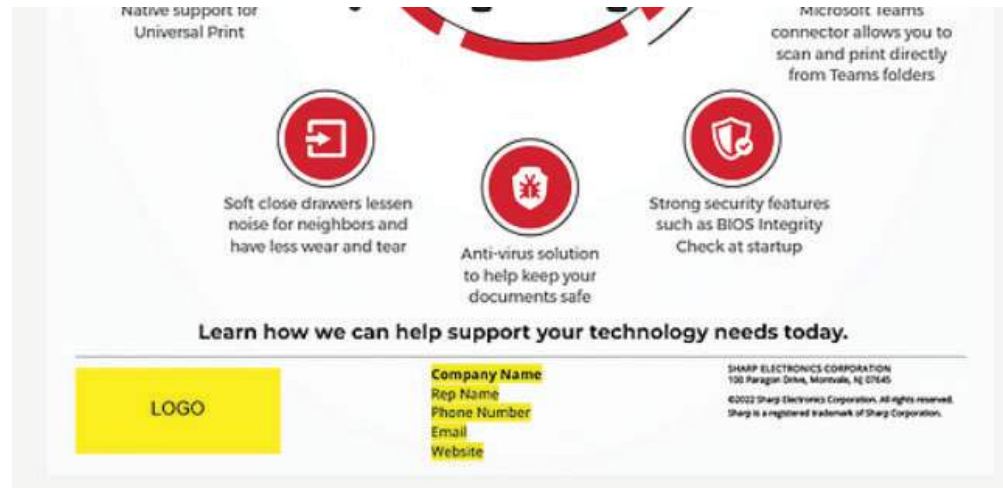 Native support for
Universal Print
Microsoft Teams
connector allows you to
scan and print directly
from Teams folders
Soft close drawers lessen
noise for neighbors and
have less wear and tear
Anti-virus solution
to help keep your
documents safe
Strong security features
such as BIOS Integrity
Check at startup
Learn how we can help support your technology needs today.
LOGO
Company Name
Rep Name
Phone Number
Email
Website
SHARP ELECTRONICS CORPORATION
100 Paragon Drive, Montvale, NJ 07645
©2022 Sharp Electronics Corporation. All rights reserved.
Sharp is a registered trademark of Sharp Corporation.